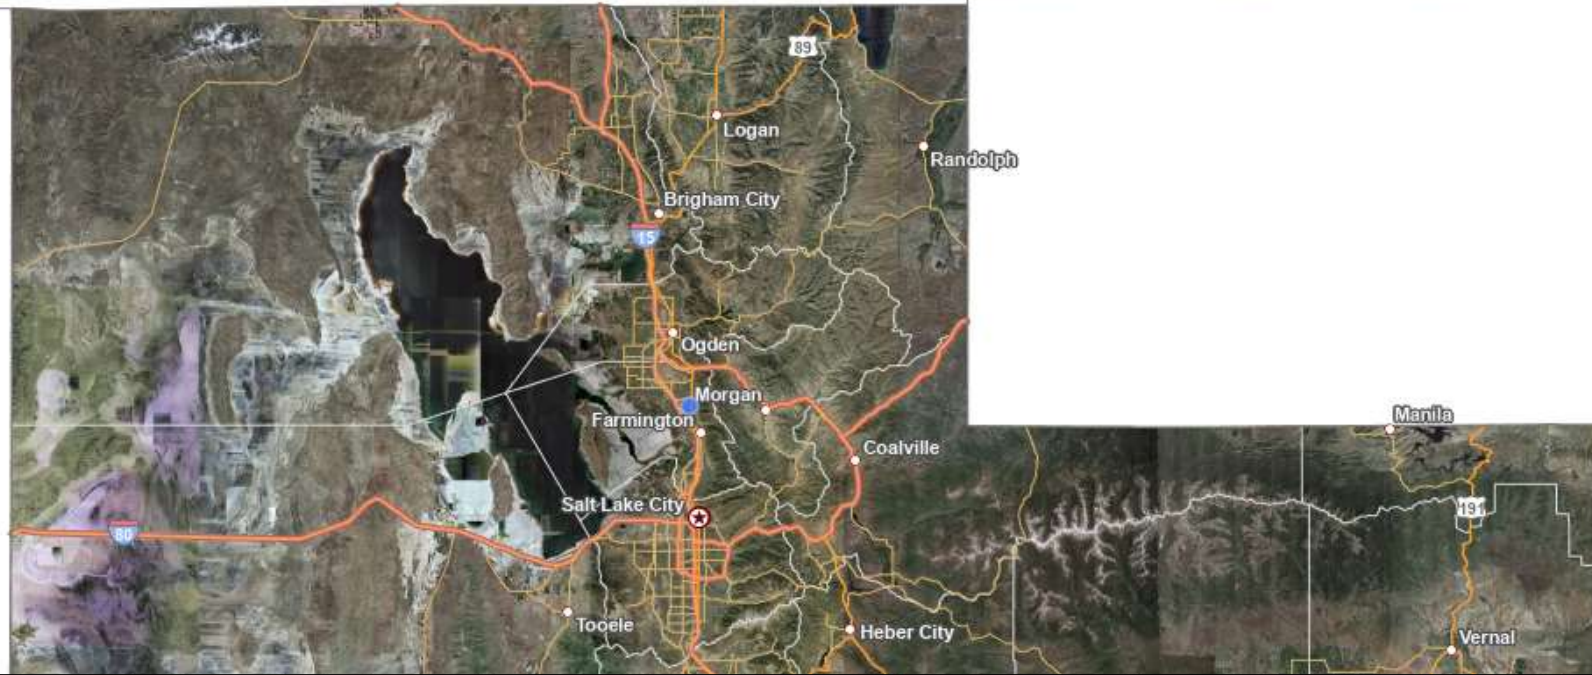 89
Logan
Randolph
Brigham City
15
Ogden
Morgan
Farmington
Manila
Coalville
Salt Lake City
191
80
Tooele
Heber City
Vernal